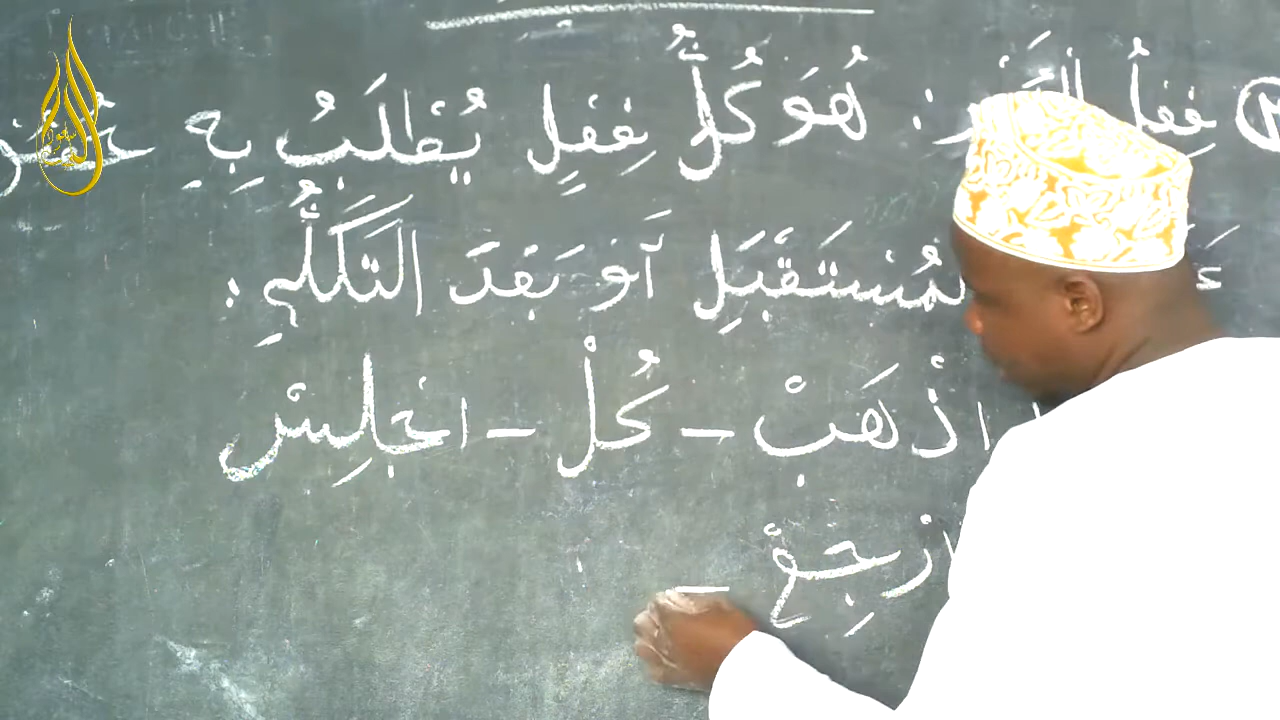 فِعْلُ : هُوَ كُلُّ فِعْلٍ يُطْلَبُ بِهِ
الْمُسْتَقْبَلِ أَوْ بَعْدَ التَّكَلُّمِ :
اذْهَبْ – كُلْ – اجْلِسْ
ارْجِعْ –